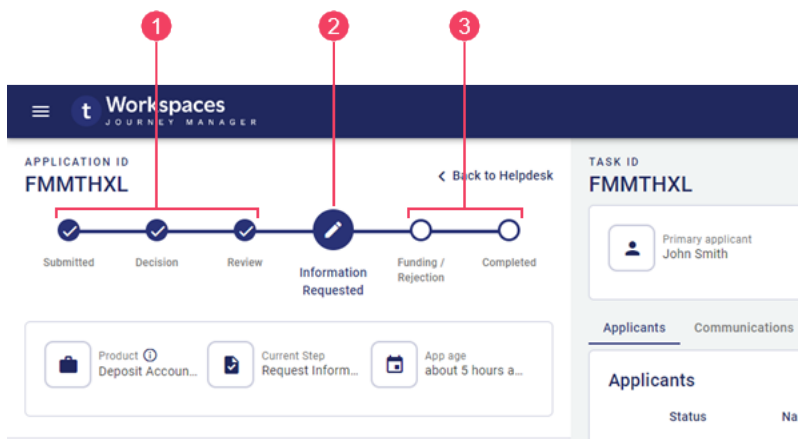 1 2 3
t Workspaces
JOURNEY MANAGER
APPLICATION ID
FMMTHXL
Back to Helpdesk
Submitted
Decision
Review
Information
Requested
Funding /
Rejection
Completed
Product
Deposit Accoun...
Current Step
Request Inform...
App age
about 5 hours a...
TASK ID
FMMTHXL
Primary applicant
John Smith
Applicants Communications
Applicants
Status Na